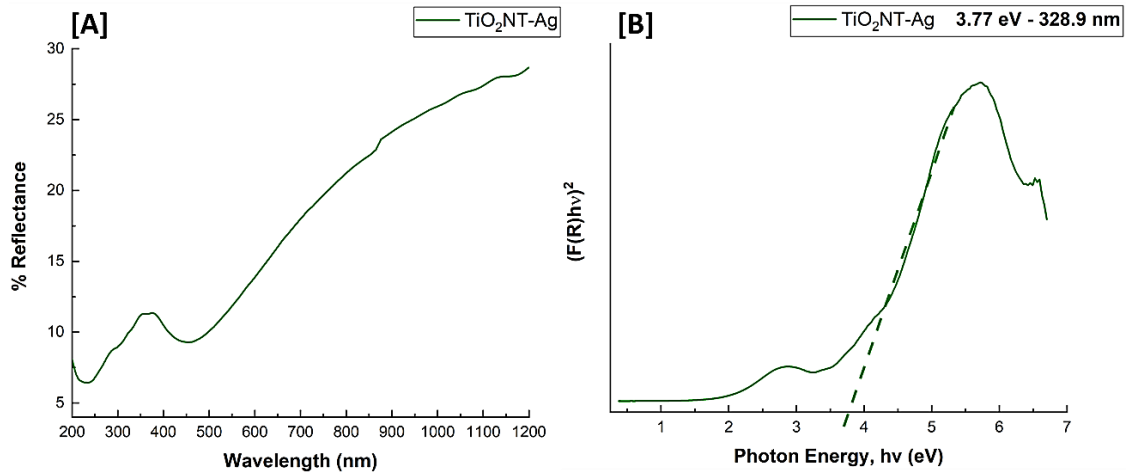 [A]
TiO₂NT-Ag
30
25
20
15
10
5
% Reflectance
200 300 400 500 600 700 800 900 1000 1100 1200
Wavelength (nm)
[B]
TiO₂NT-Ag 3.77 eV - 328.9 nm
(F(R)hν)²
1 2 3 4 5 6 7
Photon Energy, hv (eV)